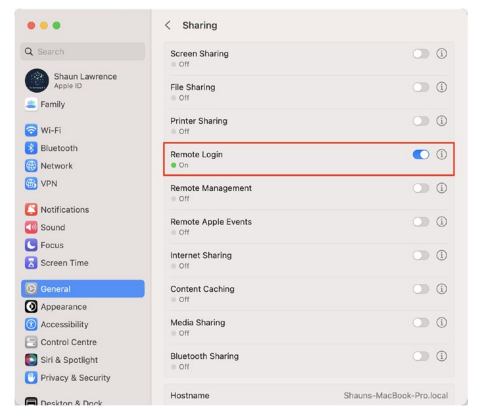 Sharing
Search
Shaun Lawrence
Apple ID
Family
Wi-Fi
Bluetooth
Network
VPN
Notifications
Sound
Focus
Screen Time
General
Appearance
Accessibility
Control Centre
Siri & Spotlight
Privacy & Security
Desktop & Dock
Screen Sharing
Off
File Sharing
Off
Printer Sharing
Off
Remote Login
On
Remote Management
Off
Remote Apple Events
Off
Internet Sharing
Off
Content Caching
Off
Media Sharing
Off
Bluetooth Sharing
Off
Hostname Shauns-MacBook-Pro.local